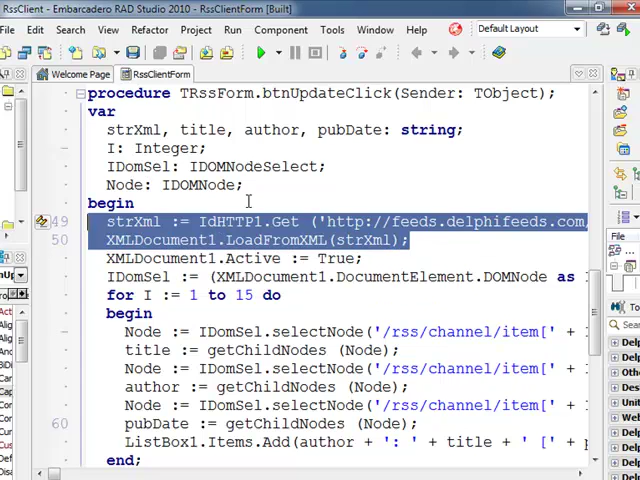 RssClient - Embarcadero RAD Studio 2010 - RssClientForm [Built]
File Edit Search View Refactor Project Run Component Tools Window Help Default Layout
Welcome Page RssClientForm
procedure TRssForm.btnUpdateClick(Sender: TObject);
var
strXml, title, author, pubDate: string;
I: Integer;
IDomSel: IDOMNodeSelect;
Node: IDOMNode;
begin
49 strXml := IdHTTP1.Get ('http://feeds.delphifeeds.com/
50 XMLDocument1.LoadFromXML(strXml);
XMLDocument1.Active := True;
IDomSel := (XMLDocument1.DocumentElement.DOMNode as I
for I := 1 to 15 do
begin
Node := IDomSel.selectNode('/rss/channel/item[' + I
title := getChildNodes (Node);
Node := IDomSel.selectNode('/rss/channel/item[' + I
author := getChildNodes (Node);
Node := IDomSel.selectNode('/rss/channel/item[' + I
60 pubDate := getChildNodes (Node);
ListBox1.Items.Add(author + ': ' + title + ' [' + p
end;